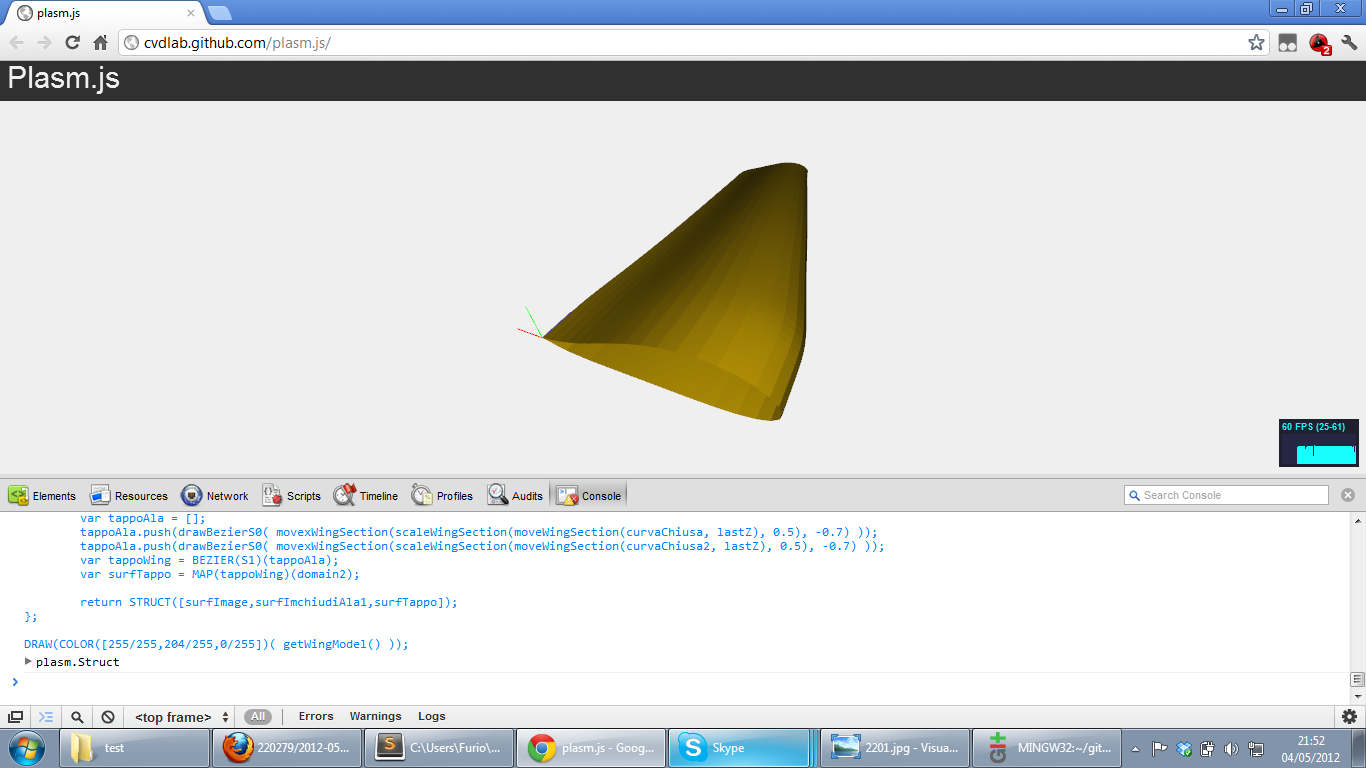 plasm.js
cvdlab.github.com/plasm.js/
2
Plasm.js
60 FPS (25-61)
Elements Resources Network Scripts Timeline Profiles Audits Console Search Console
var tappoAla = [];
tappoAla.push(drawBezierS0( movexWingSection(scaleWingSection(moveWingSection(curvaChiusa, lastZ), 0.5), -0.7) ));
tappoAla.push(drawBezierS0( movexWingSection(scaleWingSection(moveWingSection(curvaChiusa2, lastZ), 0.5), -0.7) ));
var tappoWing = BEZIER(S1)(tappoAla);
var surfTappo = MAP(tappoWing)(domain2);
return STRUCT([surfImage,surfImchiudiAla1,surfTappo]);
};
DRAW(COLOR([255/255,204/255,0/255])( getWingModel() ));
plasm.Struct
<top frame> All Errors Warnings Logs
test 220279/2012-05... C:\Users\Furio\... plasm.js - Goog... Skype 2201.jpg - Visua... MINGW32:~/git... 21:52
04/05/2012